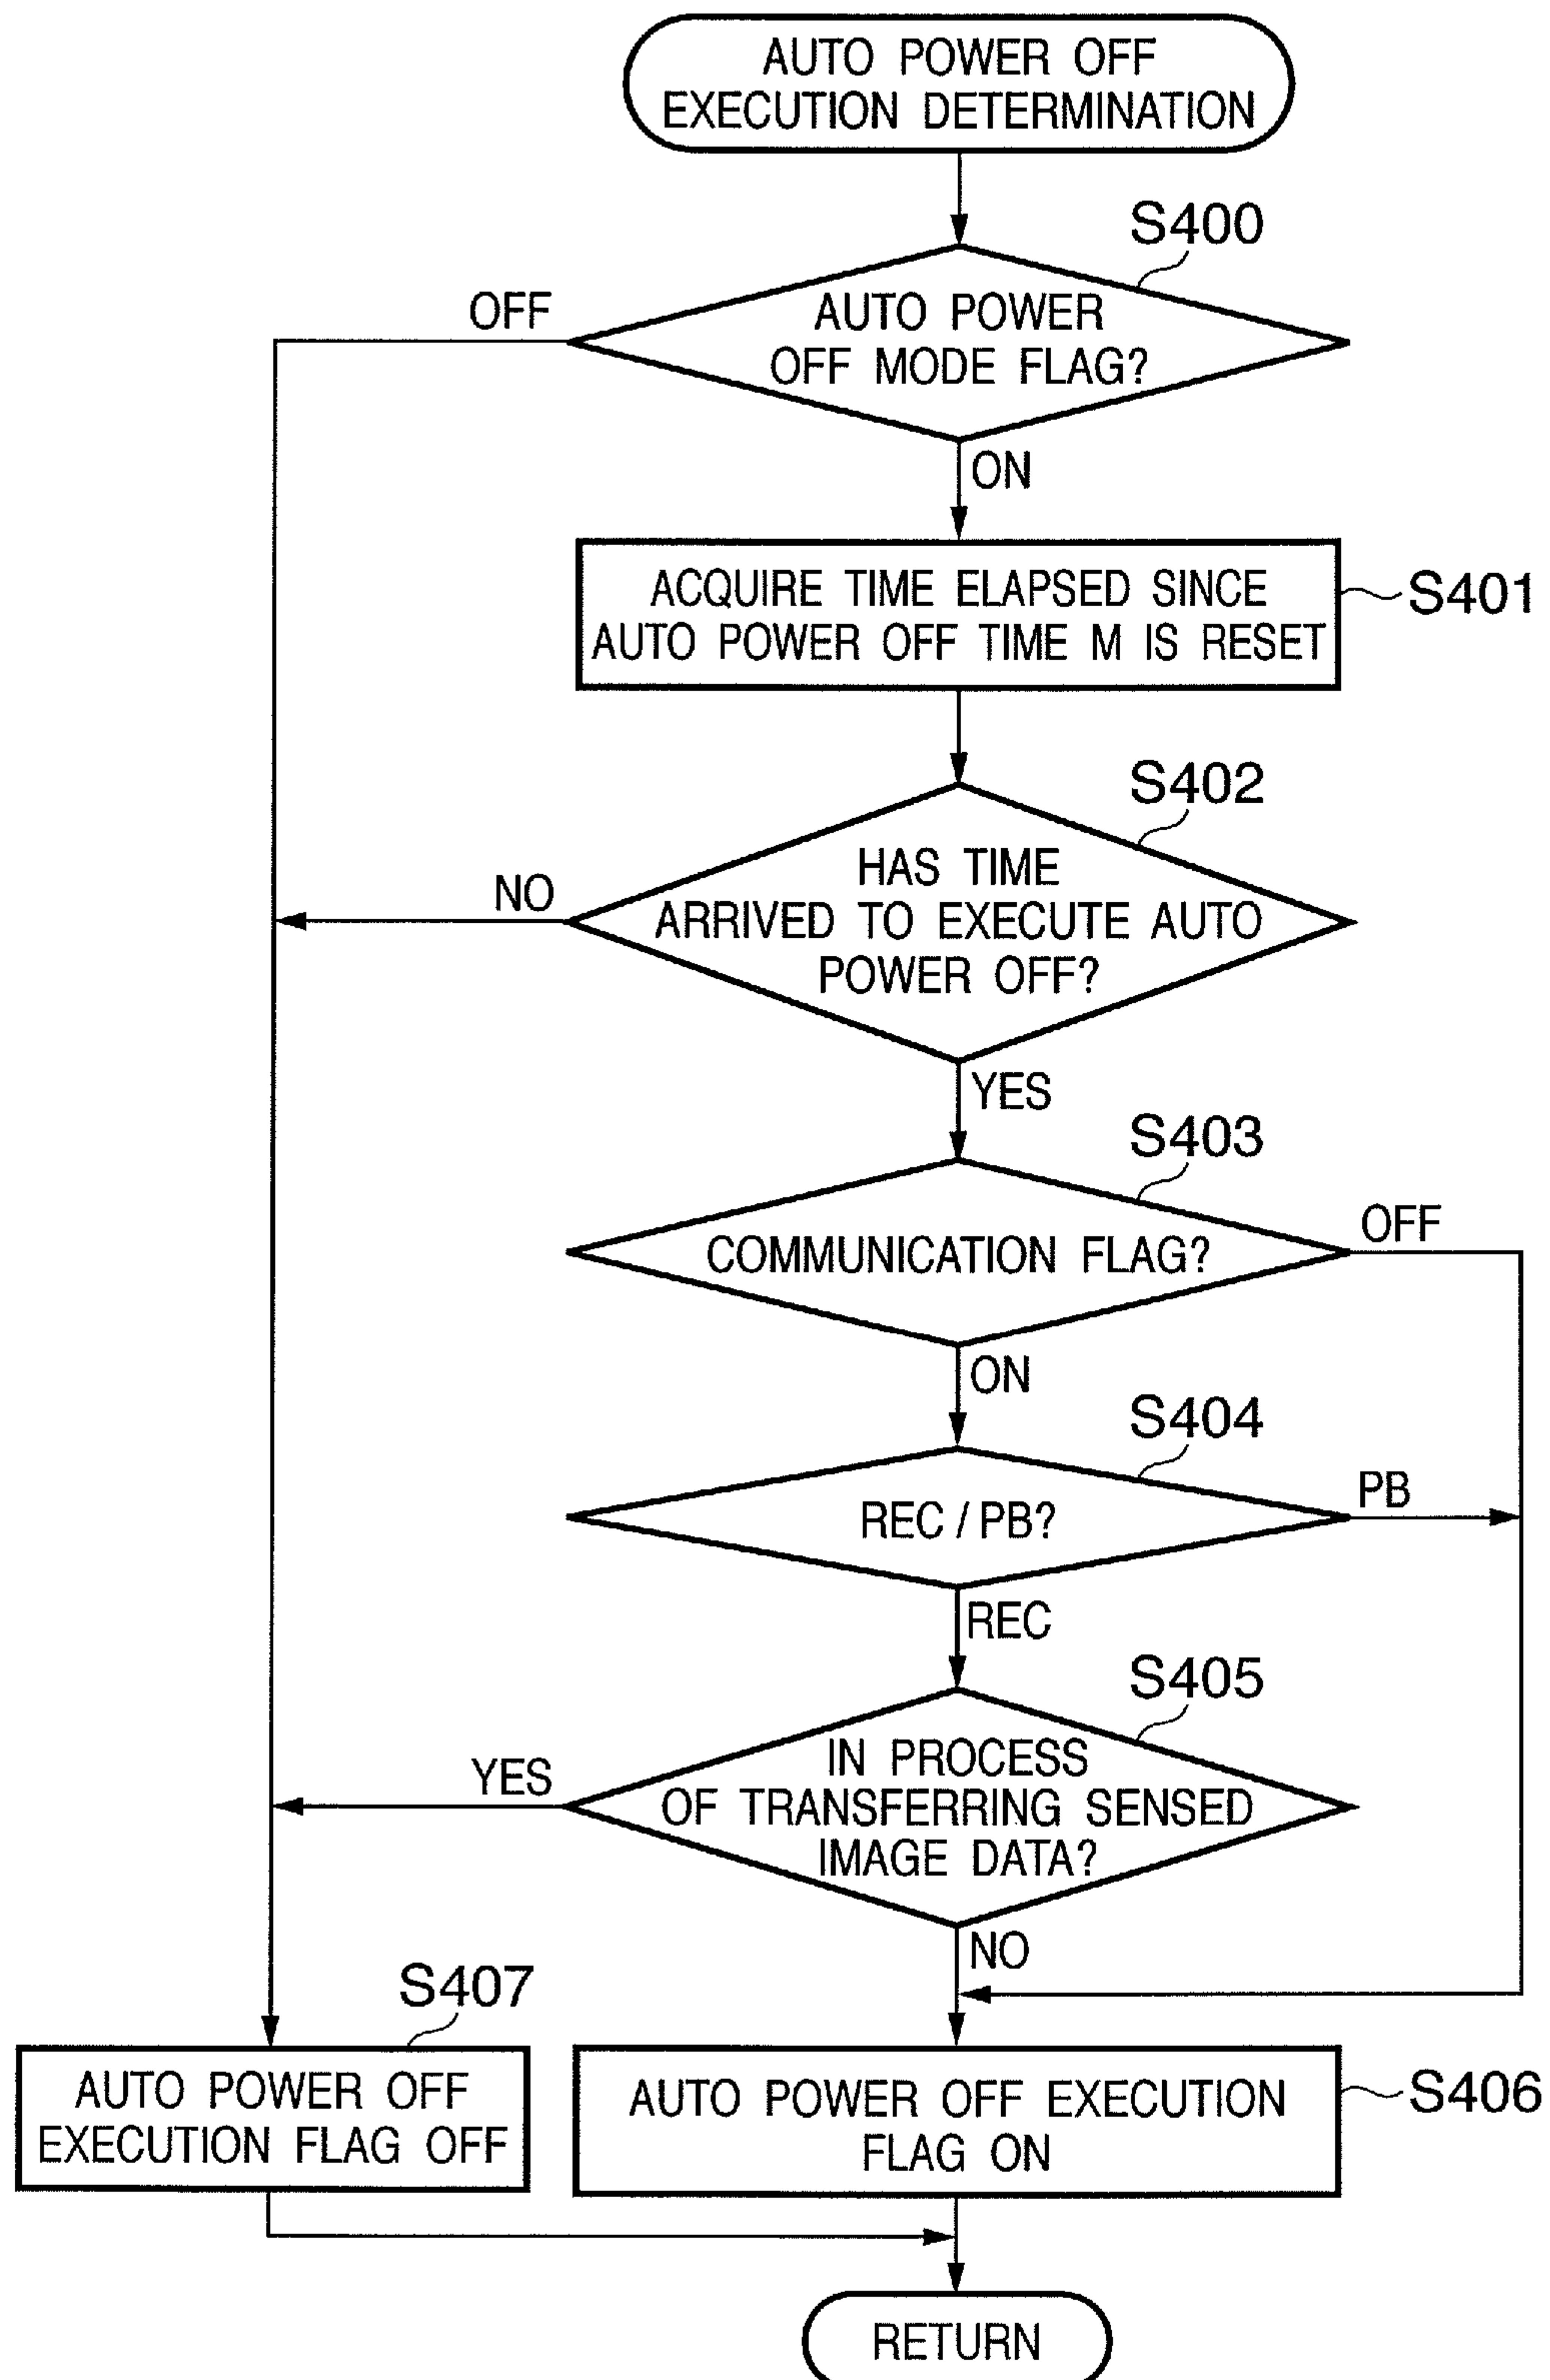 AUTO POWER OFF
EXECUTION DETERMINATION
S400
OFF
AUTO POWER
OFF MODE FLAG?
ON
ACQUIRE TIME ELAPSED SINCE
AUTO POWER OFF TIME M IS RESET
S401
S402
NO
HAS TIME
ARRIVED TO EXECUTE AUTO
POWER OFF?
YES
S403
OFF
COMMUNICATION FLAG?
ON
S404
PB
REC / PB?
REC
S405
YES
IN PROCESS
OF TRANSFERRING SENSED
IMAGE DATA?
NO
S407
AUTO POWER OFF
EXECUTION FLAG OFF
AUTO POWER OFF EXECUTION
FLAG ON
S406
RETURN